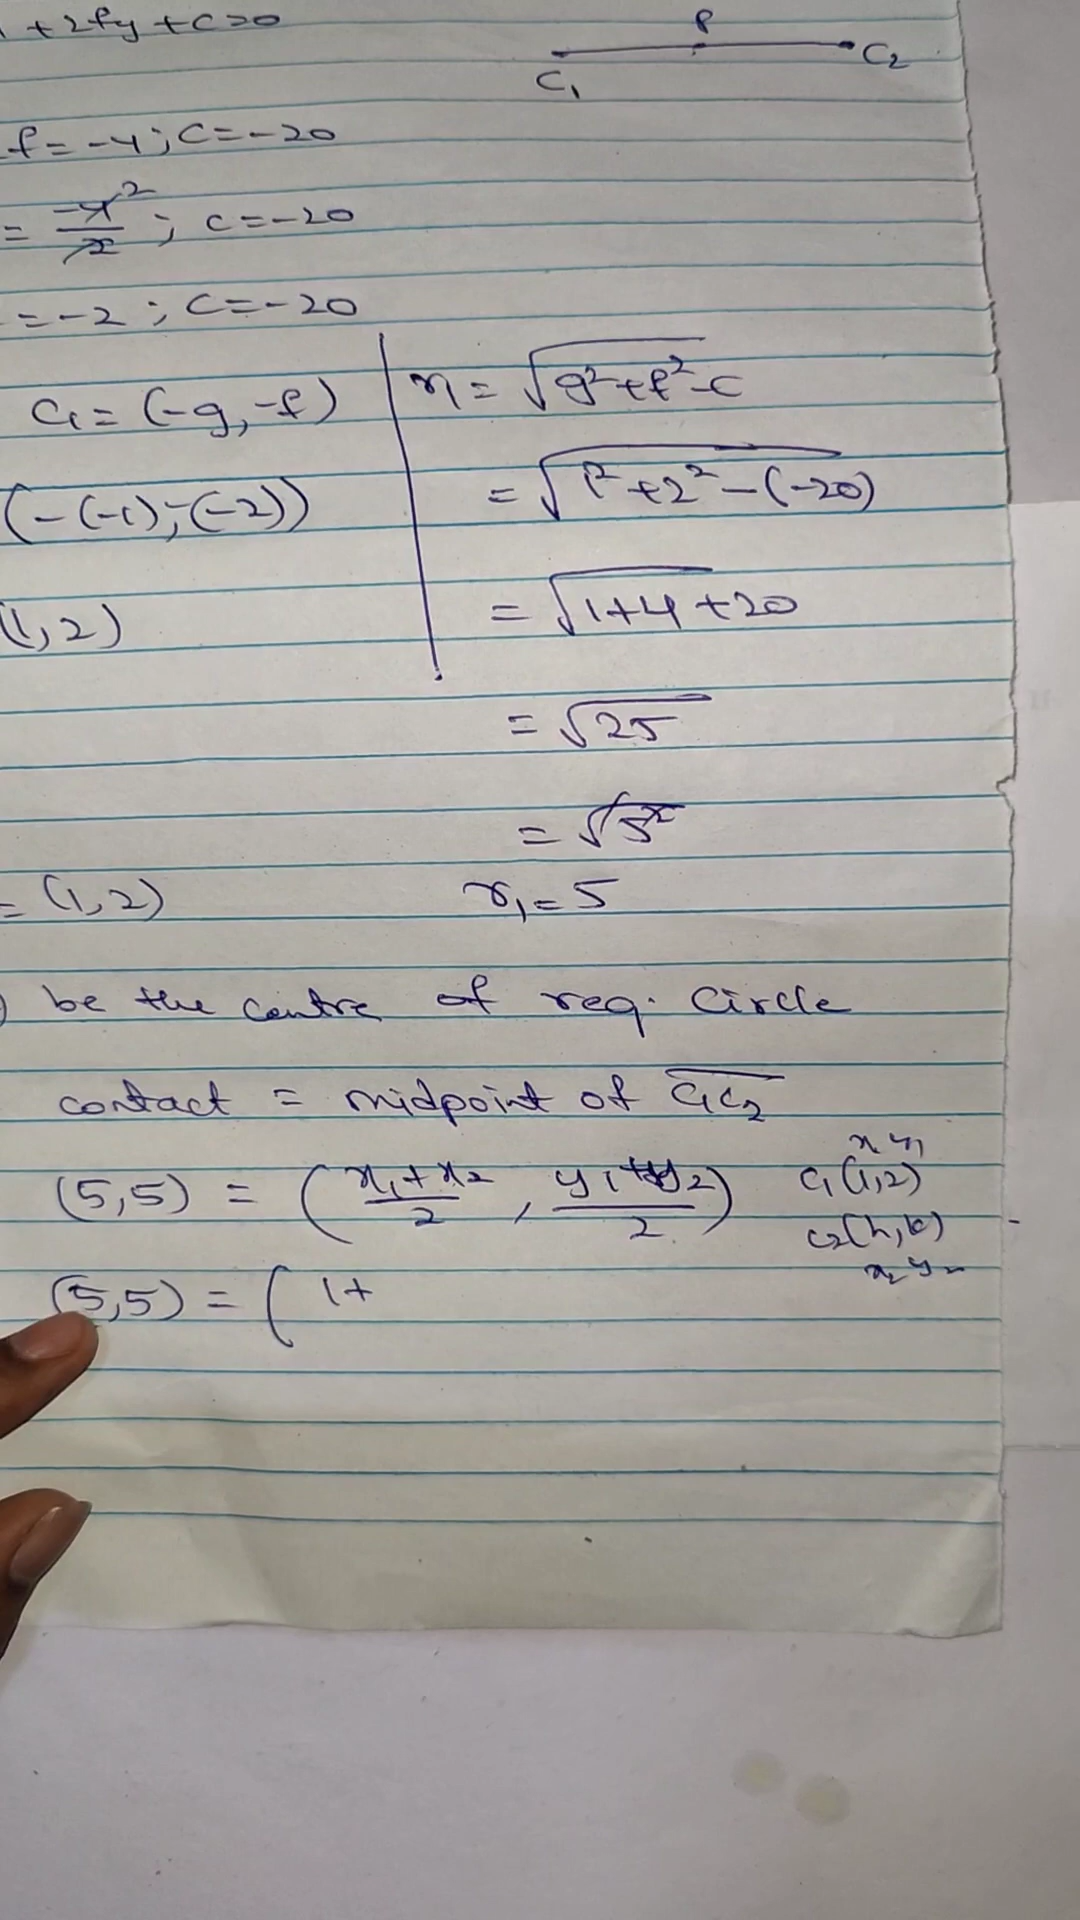 + 2fy + c = 0
P
C₁ C₂
f = -4 ; c = -20
= -4² / 2 ; c = -20
= -2 ; c = -20
C₁ = (-g, -f)
r₁ = √g² + f² - c
(-(-1), -(-2))
= √1² + 2² - (-20)
(1, 2)
= √1+4+20
= √25
= √5²
= (1, 2)
r₁ = 5
) be the centre of req. circle
contact = midpoint of C₁C₂
x₁ y₁
(5,5) = (x₁+x₂/2 , y₁+y₂/2) C₁(1,2)
C₂(h,k)
x₂ y₂
(5,5) = ( 1+